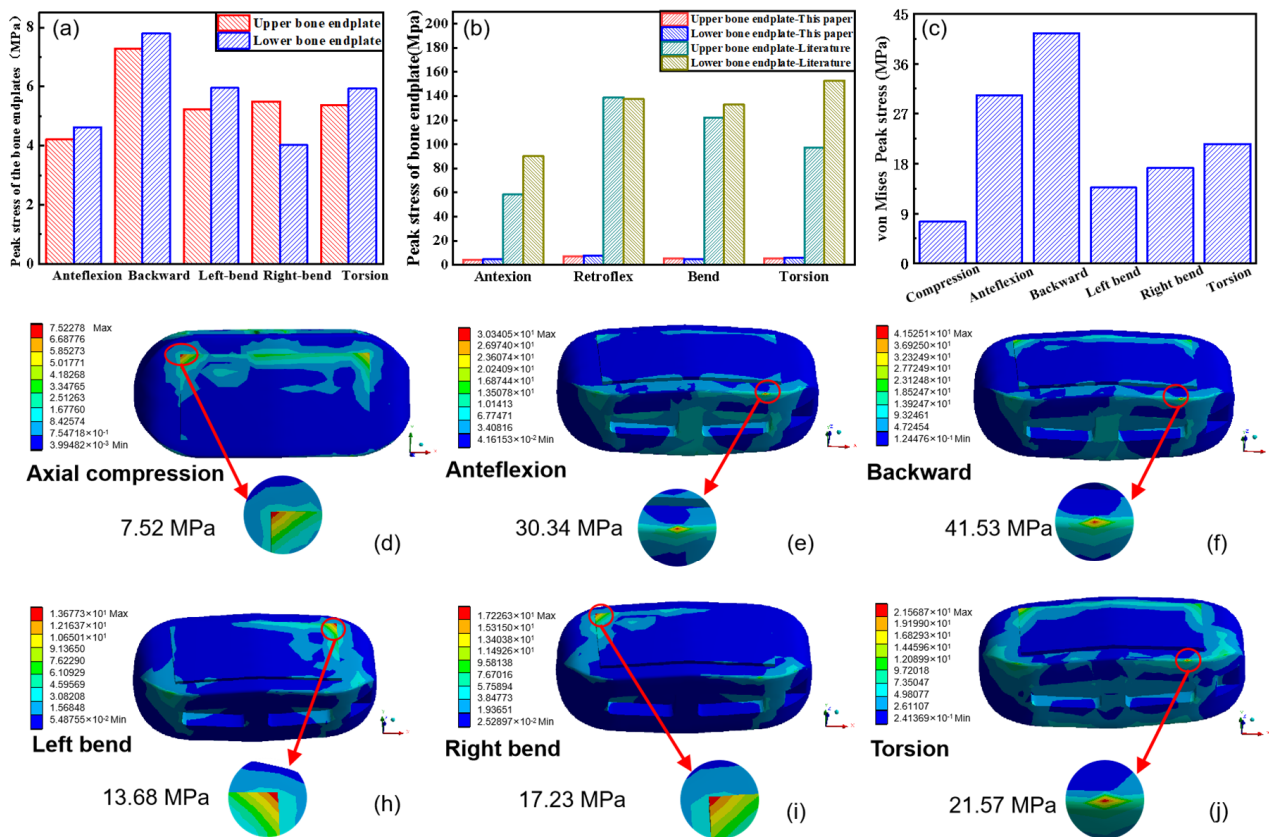 (a)
Upper bone endplate
Lower bone endplate
Peak stress of the bone endplates (MPa)
8
6
4
2
0
Anteflexion Backward Left-bend Right-bend Torsion
(b)
Upper bone endplate-This paper
Lower bone endplate-This paper
Upper bone endplate-Literature
Lower bone endplate-Literature
Peak stress of bone endplate(Mpa)
200
180
160
140
120
100
80
60
40
20
0
Antexion Retroflex Bend Torsion
(c)
von Mises Peak stress (MPa)
45
36
27
18
9
0
Compression Anteflexion Backward Left bend Right bend Torsion
7.52278 Max
6.68776
5.85273
5.01771
4.18268
3.34765
2.51263
1.67760
8.42574
7.54718×10⁻¹
3.99482×10⁻³ Min
Axial compression
7.52 MPa
(d)
3.03405×10¹ Max
2.69740×10¹
2.36074×10¹
2.02409×10¹
1.68744×10¹
1.35078×10¹
1.01413
6.77471
3.40816
4.16153×10⁻² Min
Anteflexion
30.34 MPa
(e)
4.15251×10¹ Max
3.69250×10¹
3.23249×10¹
2.77249×10¹
2.31248×10¹
1.85247×10¹
1.39247×10¹
9.32461
4.72454
1.24476×10⁻¹ Min
Backward
41.53 MPa
(f)
1.36773×10¹ Max
1.21637×10¹
1.06501×10¹
9.13650
7.62290
6.10929
4.59569
3.08208
1.56848
5.48755×10⁻² Min
Left bend
13.68 MPa
(h)
1.72263×10¹ Max
1.53150×10¹
1.34038×10¹
1.14926×10¹
9.58138
7.67016
5.75894
3.84773
1.93651
2.52897×10⁻² Min
Right bend
17.23 MPa
(i)
2.15687×10¹ Max
1.91990×10¹
1.68293×10¹
1.44596×10¹
1.20899×10¹
9.72018
7.35047
4.98077
2.61107
2.41369×10⁻¹ Min
Torsion
21.57 MPa
(j)